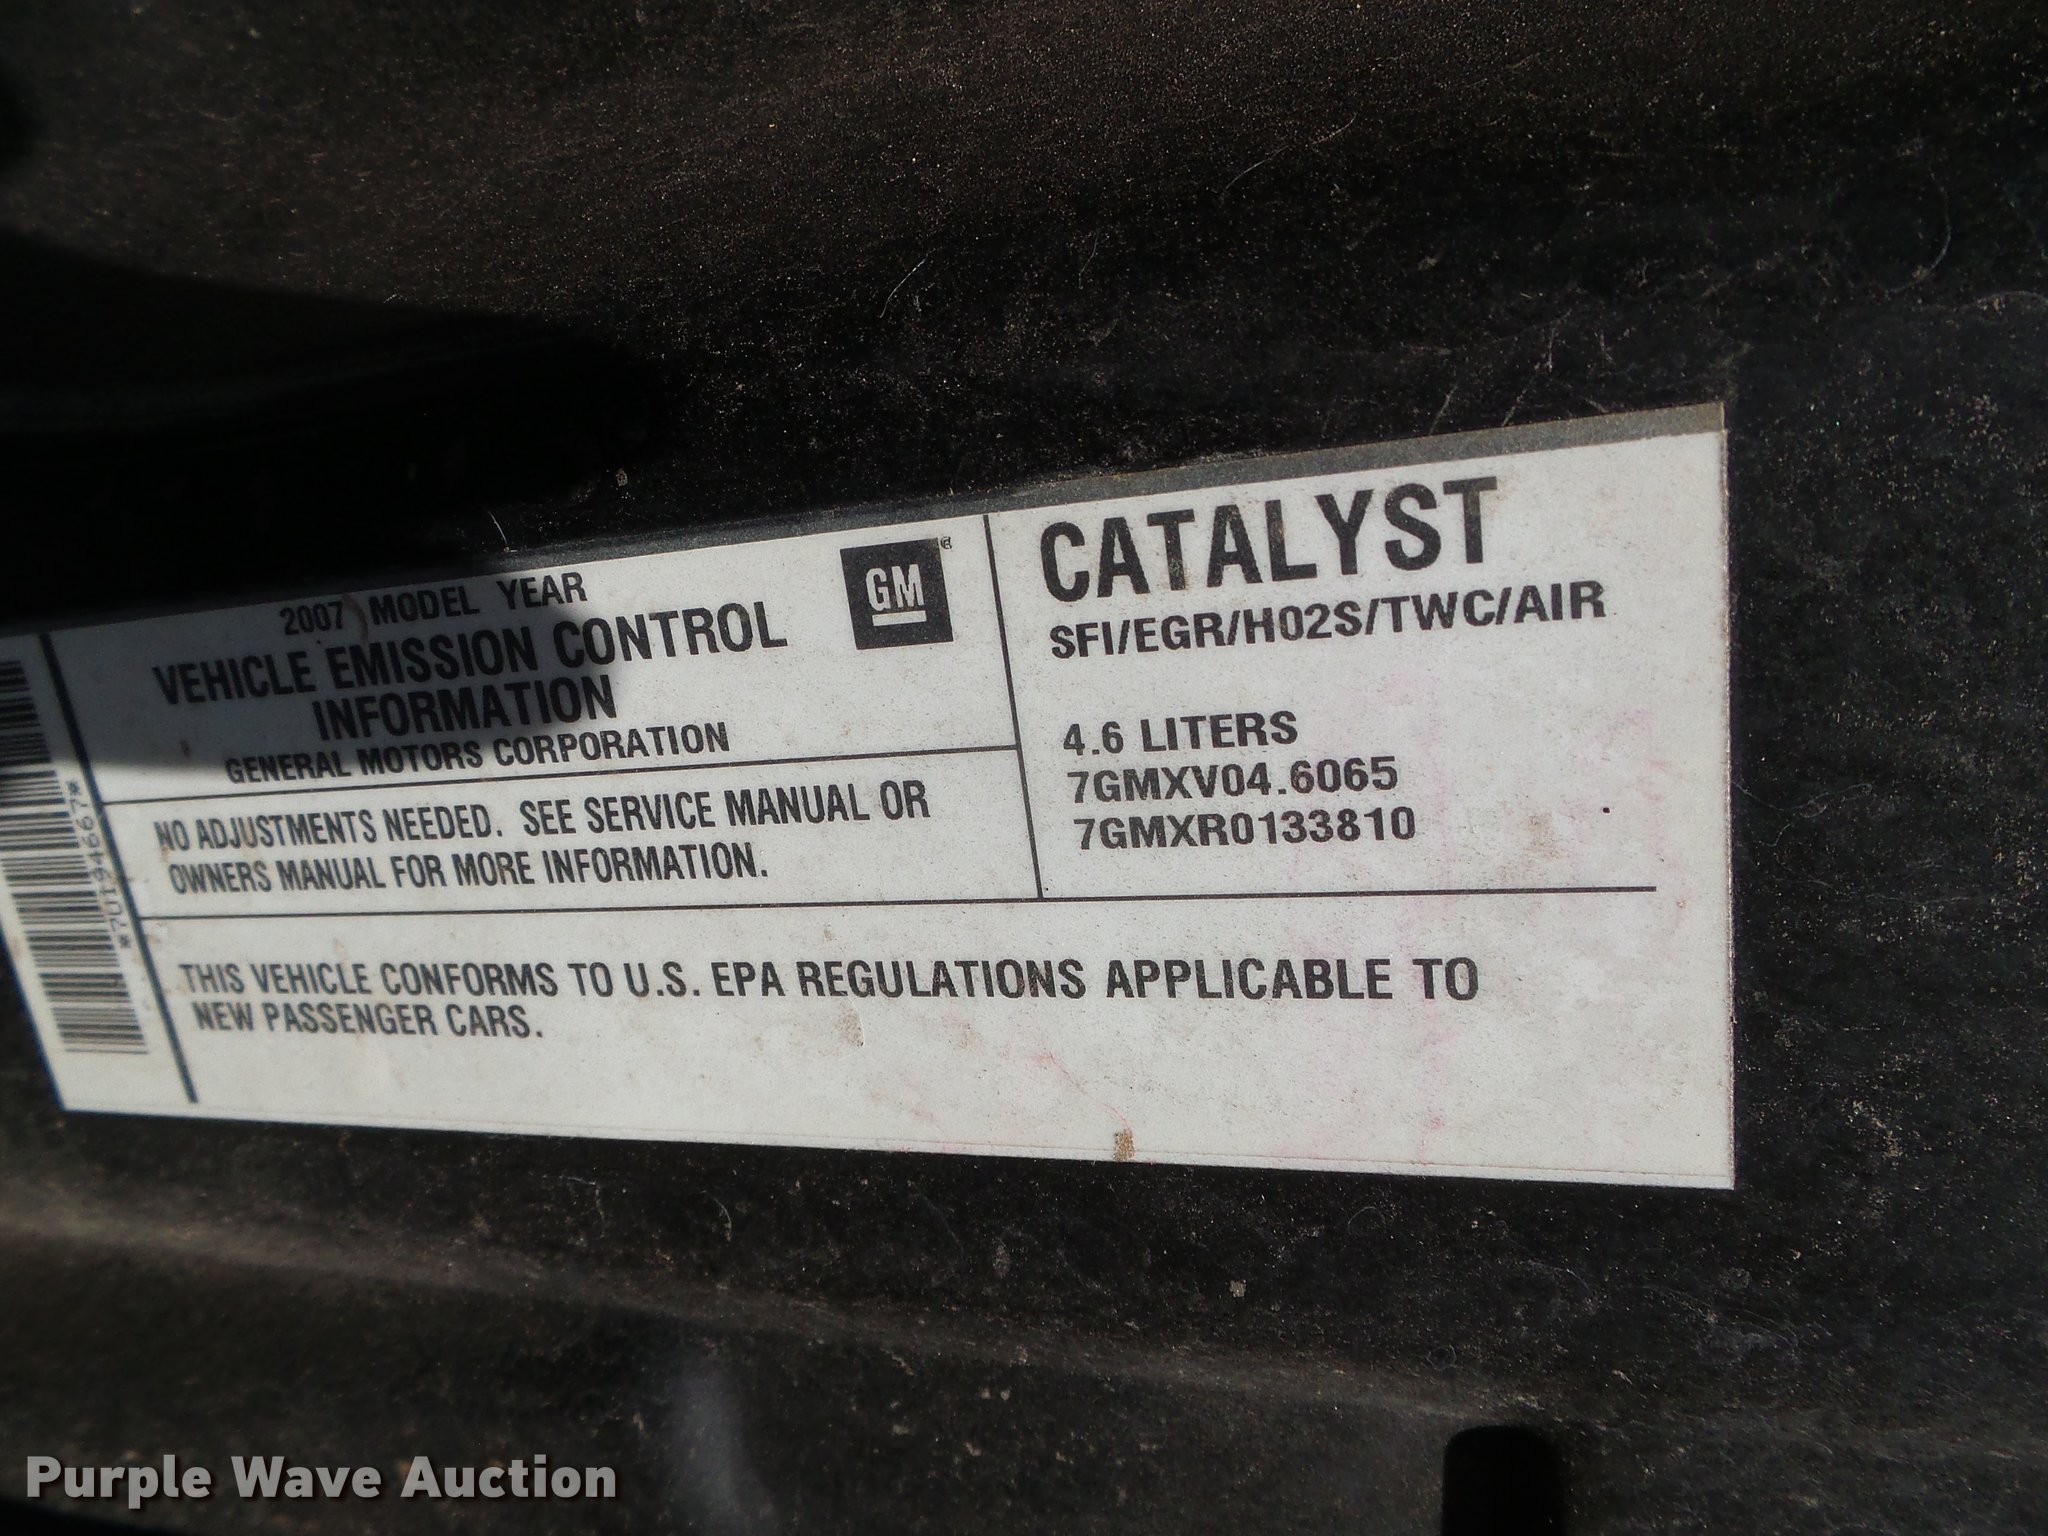 2007 MODEL YEAR
VEHICLE EMISSION CONTROL
INFORMATION
GENERAL MOTORS CORPORATION
GM
NO ADJUSTMENTS NEEDED. SEE SERVICE MANUAL OR
OWNERS MANUAL FOR MORE INFORMATION.
CATALYST
SFI/EGR/HO2S/TWC/AIR
4.6 LITERS
7GMXV04.6065
7GMXR0133810
THIS VEHICLE CONFORMS TO U.S. EPA REGULATIONS APPLICABLE TO
NEW PASSENGER CARS.
*7U194667*
Purple Wave Auction